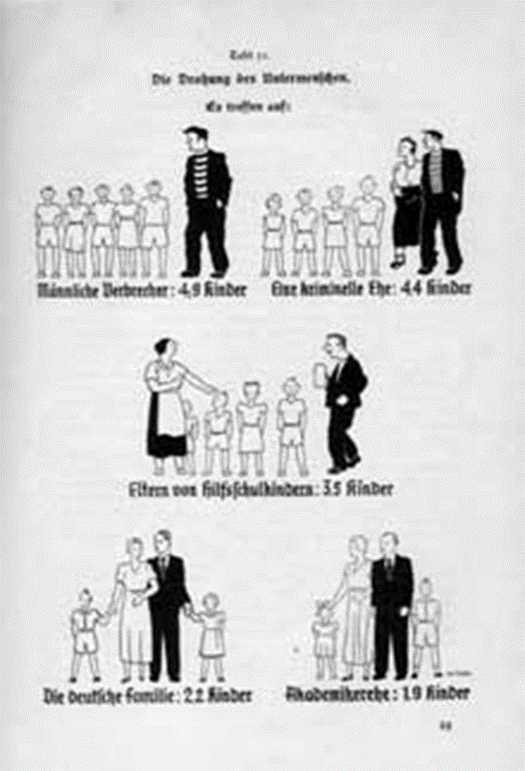 Die Drohung des Untermenschen.
Es treffen auf:
Männliche Verbrecher: 4,9 Kinder
Eine kriminelle Ehe: 4,4 Kinder
Eltern von Hilfsschulkindern: 3,5 Kinder
Die deutsche Familie: 2,2 Kinder
Akademikerehe: 1,9 Kinder